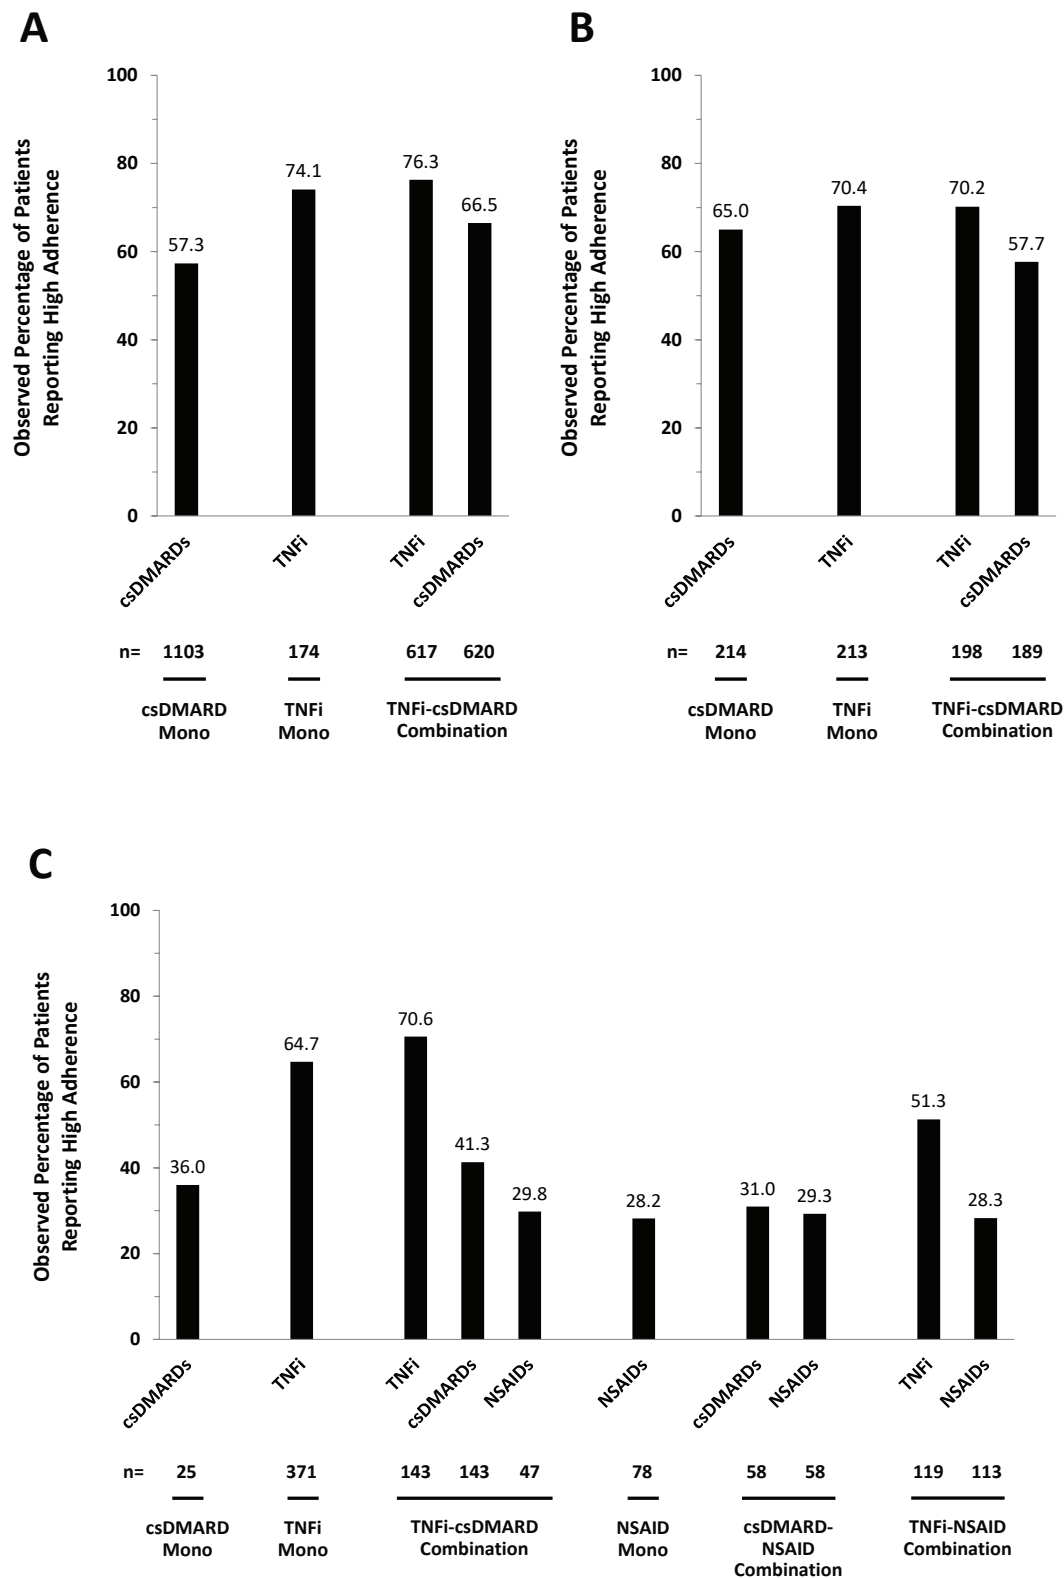 A
Observed Percentage of Patients
Reporting High Adherence
100
80
60
40
20
0
57.3
74.1
76.3
66.5
csDMARDs
TNFi
TNFi
csDMARDs
n= 1103 174 617 620
csDMARD
Mono
TNFi
Mono
TNFi-csDMARD
Combination
B
Observed Percentage of Patients
Reporting High Adherence
100
80
60
40
20
0
65.0
70.4
70.2
57.7
csDMARDs
TNFi
TNFi
csDMARDs
n= 214 213 198 189
csDMARD
Mono
TNFi
Mono
TNFi-csDMARD
Combination
C
Observed Percentage of Patients
Reporting High Adherence
100
80
60
40
20
0
36.0
64.7
70.6
41.3
29.8
28.2
31.0
29.3
51.3
28.3
csDMARDs
TNFi
TNFi
csDMARDs
NSAIDs
NSAIDs
csDMARDs
NSAIDs
TNFi
NSAIDs
n= 25 371 143 143 47 78 58 58 119 113
csDMARD
Mono
TNFi
Mono
TNFi-csDMARD
Combination
NSAID
Mono
csDMARD-
NSAID
Combination
TNFi-NSAID
Combination